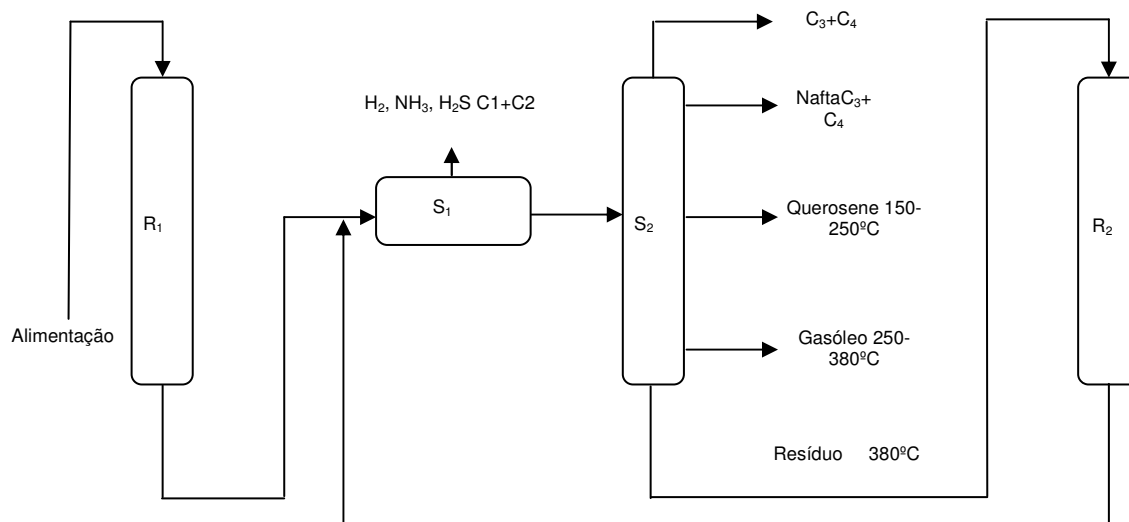 C₃+C₄
H₂, NH₃, H₂S C1+C2
NaftaC₃+
C₄
R₁
S₁
S₂
Querosene 150-
250ºC
R₂
Alimentação
Gasóleo 250-
380ºC
Resíduo 380ºC